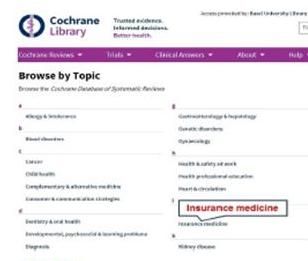 Access provided by: Basel University Library
Cochrane
Library
Trusted evidence.
Informed decisions.
Better health.
Cochrane Reviews
Trials
Clinical Answers
About
Help
Browse by Topic
Browse the Cochrane Database of Systematic Reviews
a
Allergy & intolerance
b
Blood disorders
c
Cancer
Child health
Complementary & alternative medicine
Consumer & communication strategies
d
Dentistry & oral health
Developmental, psychosocial & learning problems
Diagnosis
g
Gastroenterology & hepatology
Genetic disorders
Gynaecology
h
Health & safety at work
Health professional education
Heart & circulation
i
Insurance medicine
Insurance medicine
k
Kidney disease